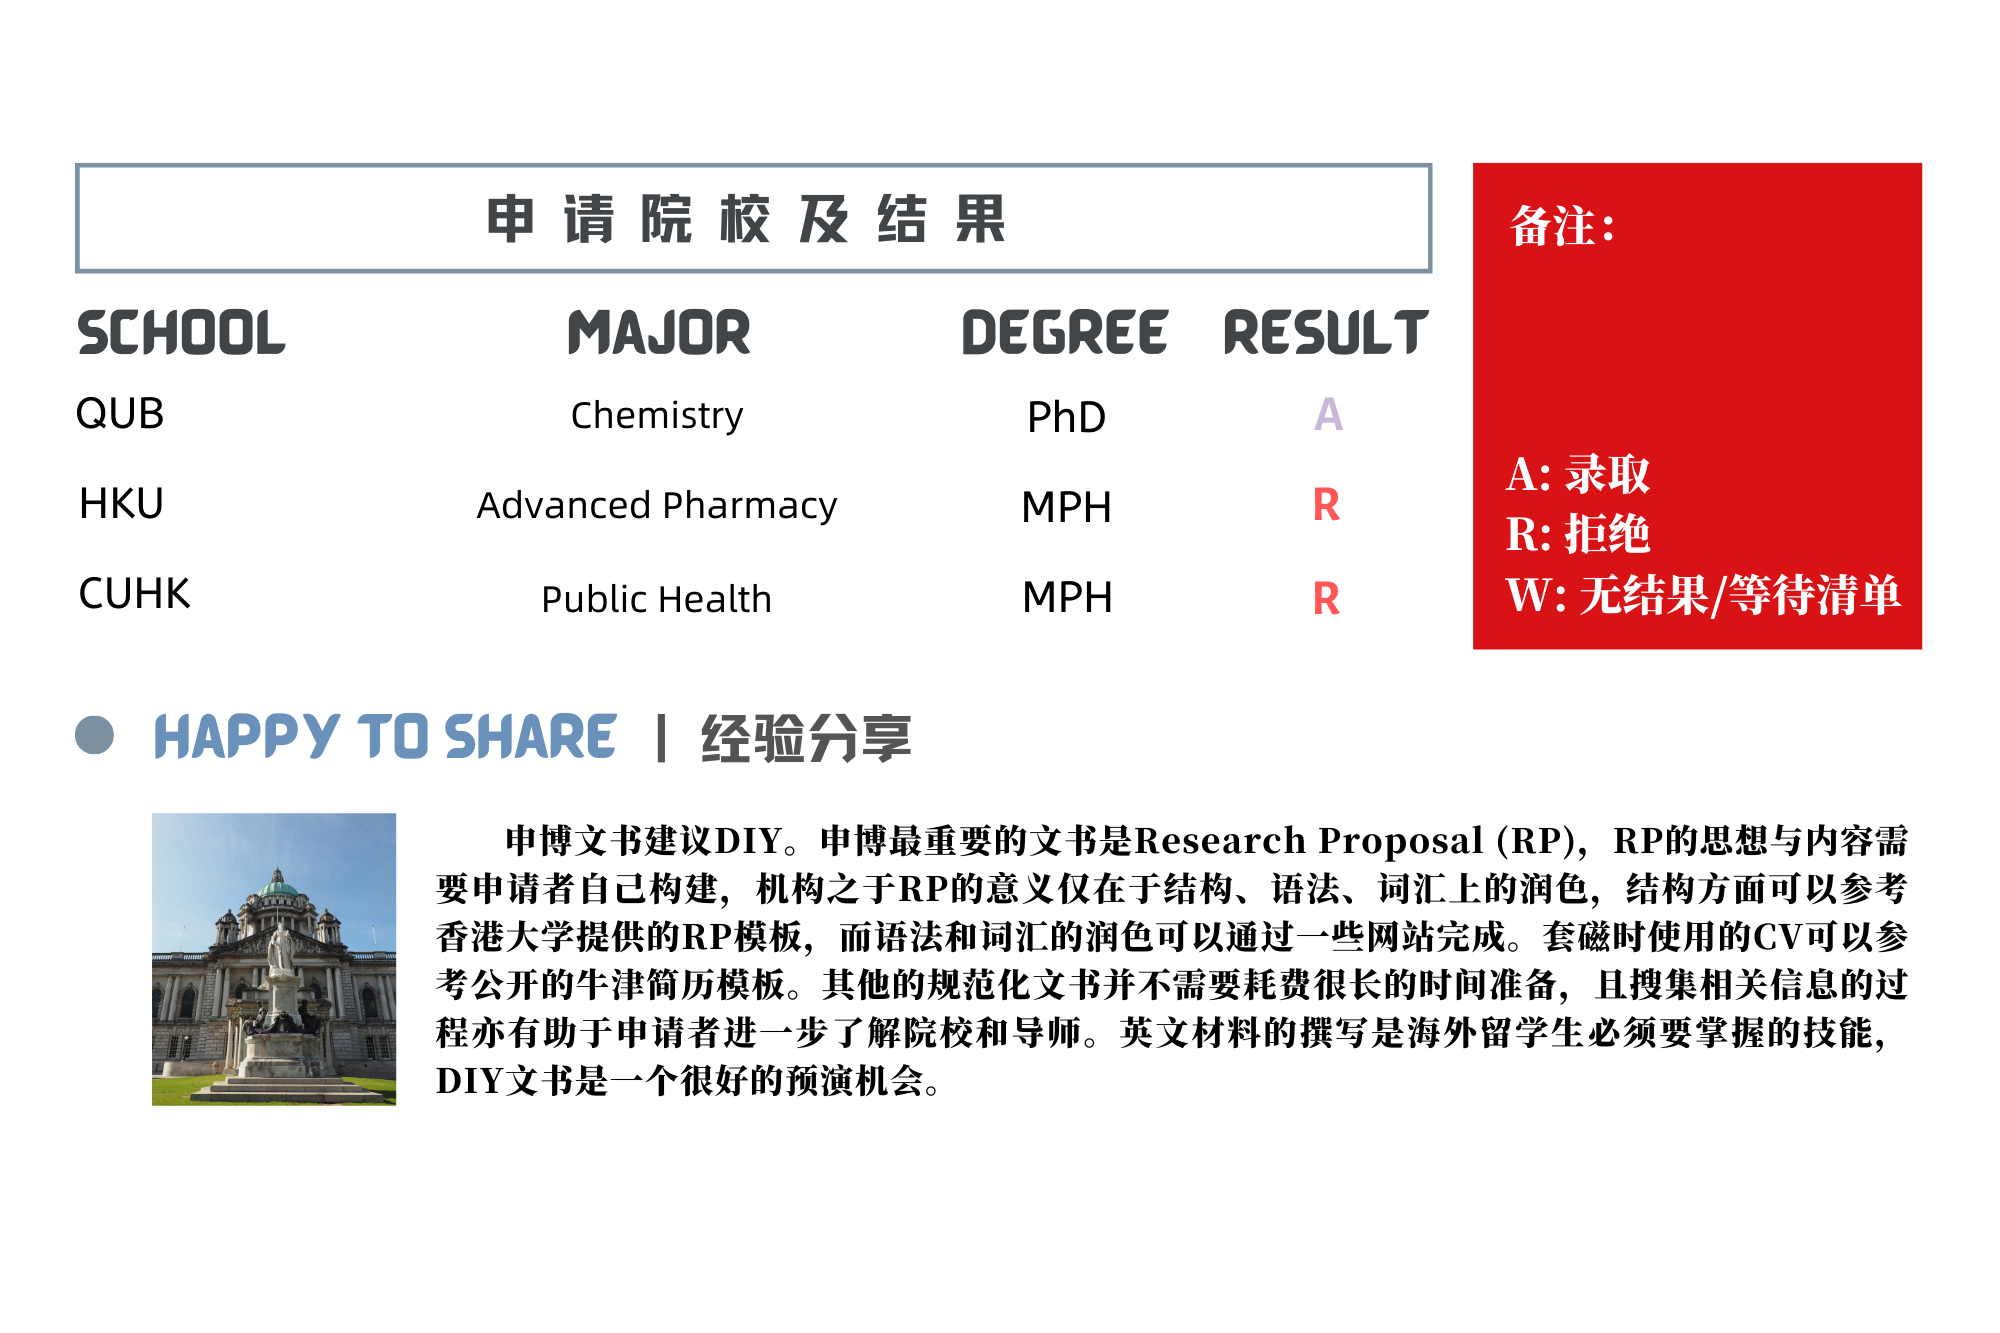 申请院校及结果
SCHOOL MAJOR DEGREE RESULT
QUB Chemistry PhD A
HKU Advanced Pharmacy MPH R
CUHK Public Health MPH R
备注：
A: 录取
R: 拒绝
W: 无结果/等待清单
HAPPY TO SHARE | 经验分享
申博文书建议DIY。申博最重要的文书是Research Proposal (RP)，RP的思想与内容需
要申请者自己构建，机构之于RP的意义仅在于结构、语法、词汇上的润色，结构方面可以参考
香港大学提供的RP模板，而语法和词汇的润色可以通过一些网站完成。套磁时使用的CV可以参
考公开的牛津简历模板。其他的规范化文书并不需要耗费很长的时间准备，且搜集相关信息的过
程亦有助于申请者进一步了解院校和导师。英文材料的撰写是海外留学生必须要掌握的技能，
DIY文书是一个很好的预演机会。